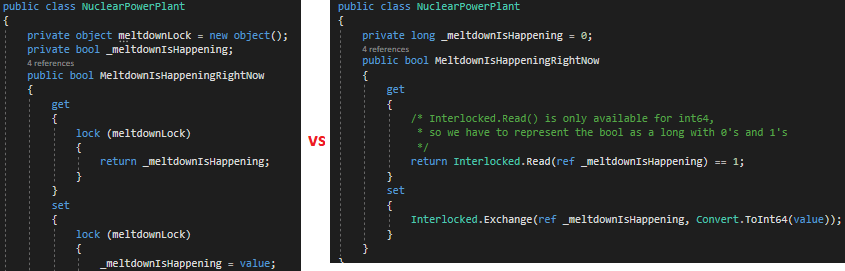 public class NuclearPowerPlant
{
private object meltdownLock = new object();
private bool _meltdownIsHappening;
4 references
public bool MeltdownIsHappeningRightNow
{
get
{
lock (meltdownLock)
{
return _meltdownIsHappening;
}
}
set
{
lock (meltdownLock)
{
_meltdownIsHappening = value;
vs
public class NuclearPowerPlant
{
private long _meltdownIsHappening = 0;
4 references
public bool MeltdownIsHappeningRightNow
{
get
{
/* Interlocked.Read() is only available for int64,
* so we have to represent the bool as a long with 0's and 1's
*/
return Interlocked.Read(ref _meltdownIsHappening) == 1;
}
set
{
Interlocked.Exchange(ref _meltdownIsHappening, Convert.ToInt64(value));
}
}